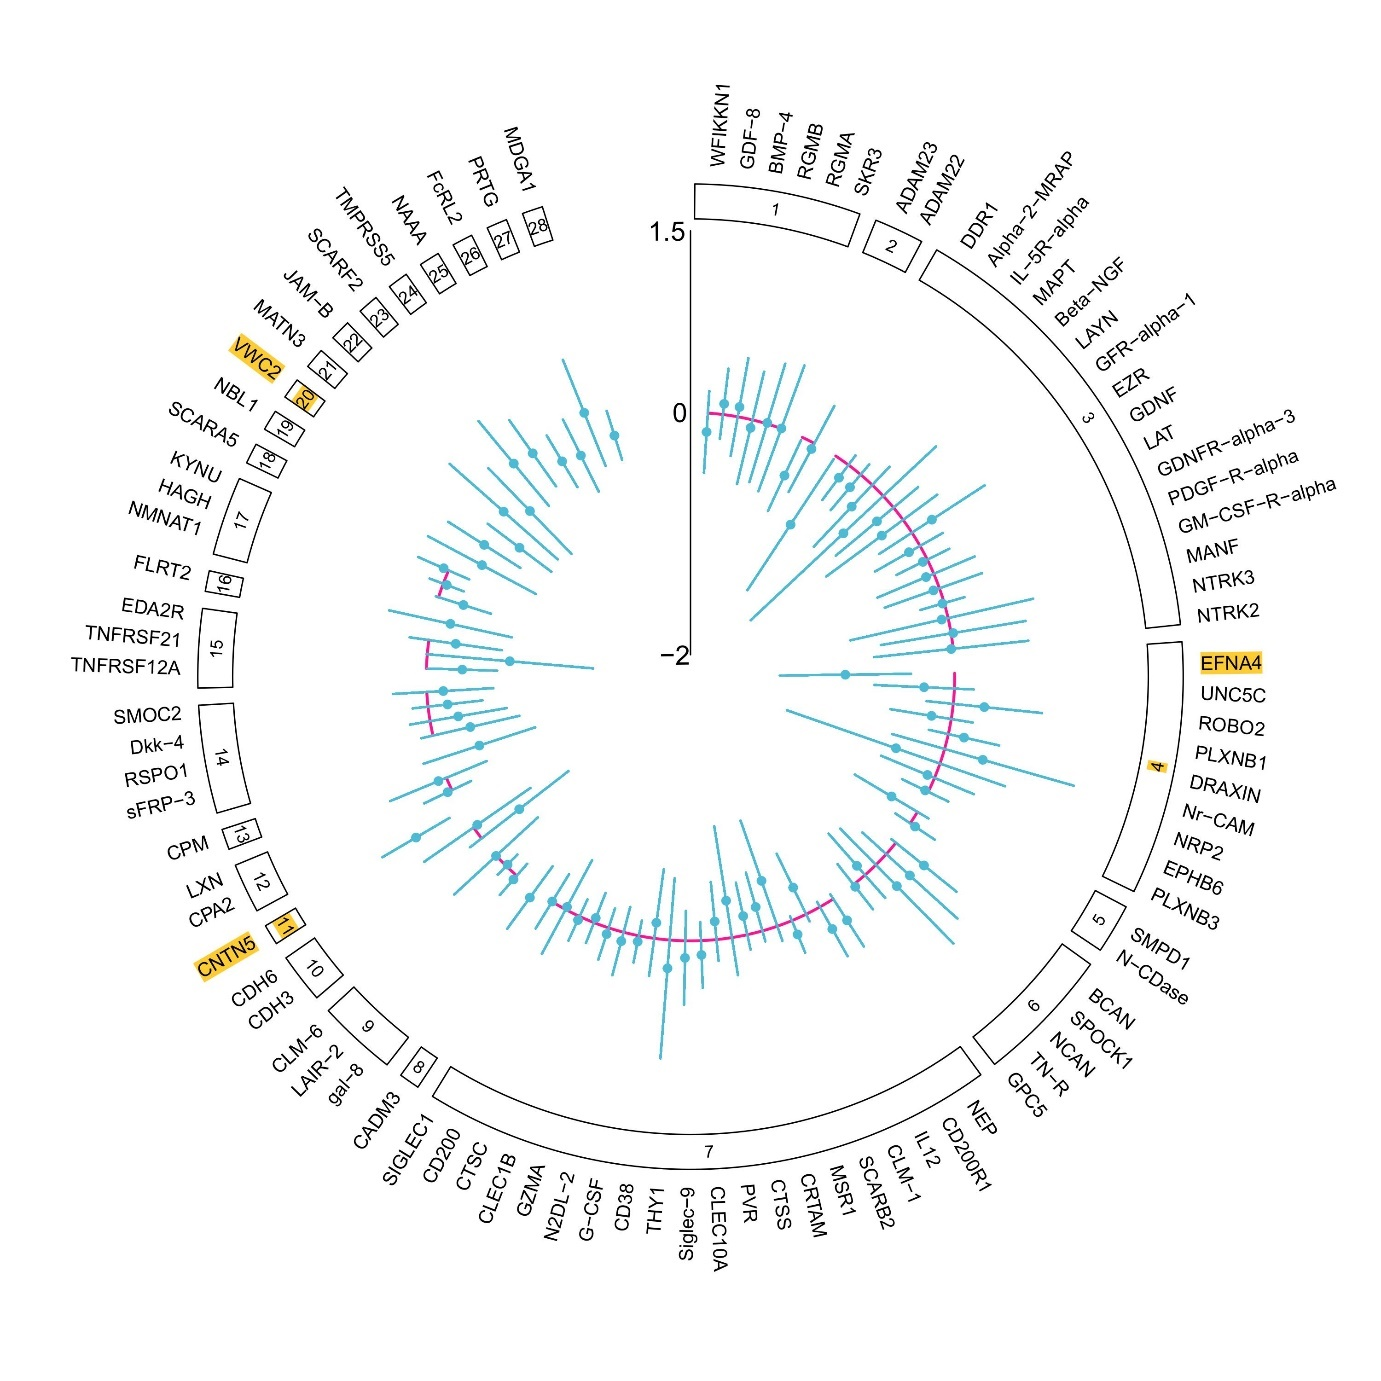 WFIKKN1
GDF−8
BMP−4
RGMB
RGMA
SKR3
ADAM23
ADAM22
DDR1
Alpha−2−MRAP
IL−5R−alpha
MAPT
Beta−NGF
LAYN
GFR−alpha−1
EZR
GDNF
LAT
GDNFR−alpha−3
PDGF−R−alpha
GM−CSF−R−alpha
MANF
NTRK3
NTRK2
EFNA4
UNC5C
ROBO2
PLXNB1
DRAXIN
Nr−CAM
NRP2
EPHB6
PLXNB3
SMPD1
N−CDase
BCAN
SPOCK1
NCAN
TN−R
GPC5
NEP
CD200R1
IL12
CLM−1
SCARB2
MSR1
CRTAM
CTSS
PVR
CLEC10A
Siglec−9
THY1
CD38
G−CSF
N2DL−2
GZMA
CLEC1B
CTSC
CD200
SIGLEC1
CADM3
gal−8
LAIR−2
CLM−6
CDH3
CDH6
CNTN5
CPA2
LXN
CPM
sFRP−3
RSPO1
Dkk−4
SMOC2
TNFRSF12A
TNFRSF21
EDA2R
FLRT2
NMNAT1
HAGH
KYNU
SCARA5
NBL1
VWC2
MATN3
JAM−B
SCARF2
TMPRSS5
NAAA
FcRL2
PRTG
MDGA1
1
2
3
4
5
6
7
8
9
10
11
12
13
14
15
16
17
18
19
20
21
22
23
24
25
26
27
28
1.5
0
−2